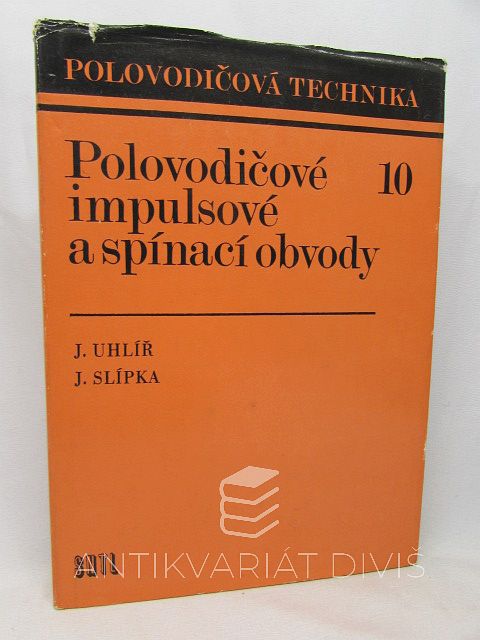 POLOVODIČOVÁ TECHNIKA
Polovodičové 10
impulsové
a spínací obvody
J. UHLÍŘ
J. SLÍPKA
SNTL
ANTIKVARIÁT DIVIŠ